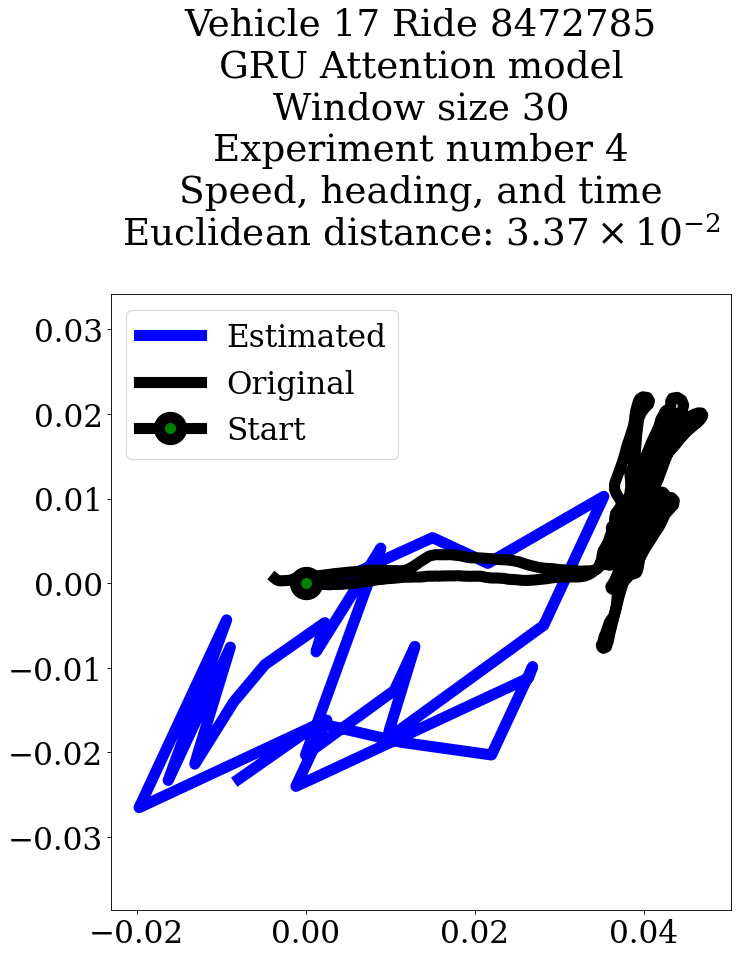 Vehicle 17 Ride 8472785
GRU Attention model
Window size 30
Experiment number 4
Speed, heading, and time
Euclidean distance: 3.37 × 10⁻²
Estimated
Original
Start
0.03
0.02
0.01
0.00
−0.01
−0.02
−0.03
−0.02 0.00 0.02 0.04